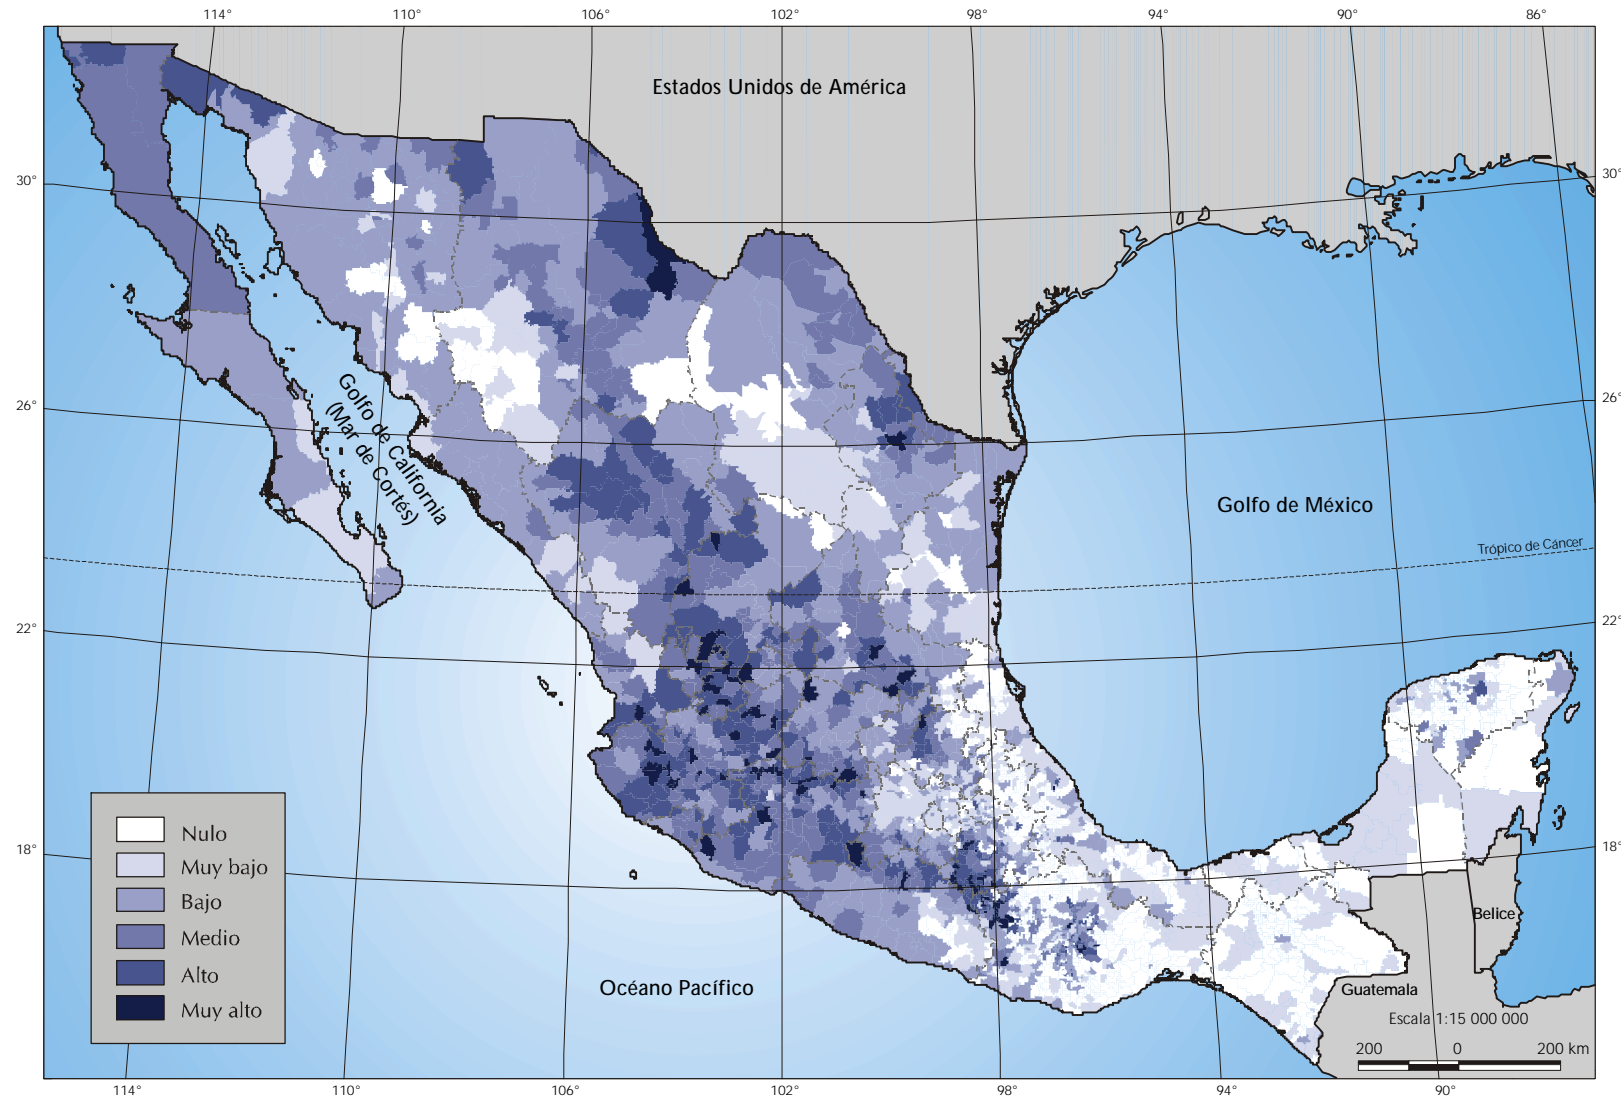 114°
110°
106°
102°
98°
94°
90°
86°
Estados Unidos de América
30°
30°
26°
26°
Golfo de California
(Mar de Cortés)
Golfo de México
Trópico de Cáncer
22°
22°
18°
18°
Nulo
Muy bajo
Bajo
Medio
Alto
Muy alto
Belice
Océano Pacífico
Guatemala
Escala 1:15 000 000
200 0 200 km
114°
110°
106°
102°
98°
94°
90°